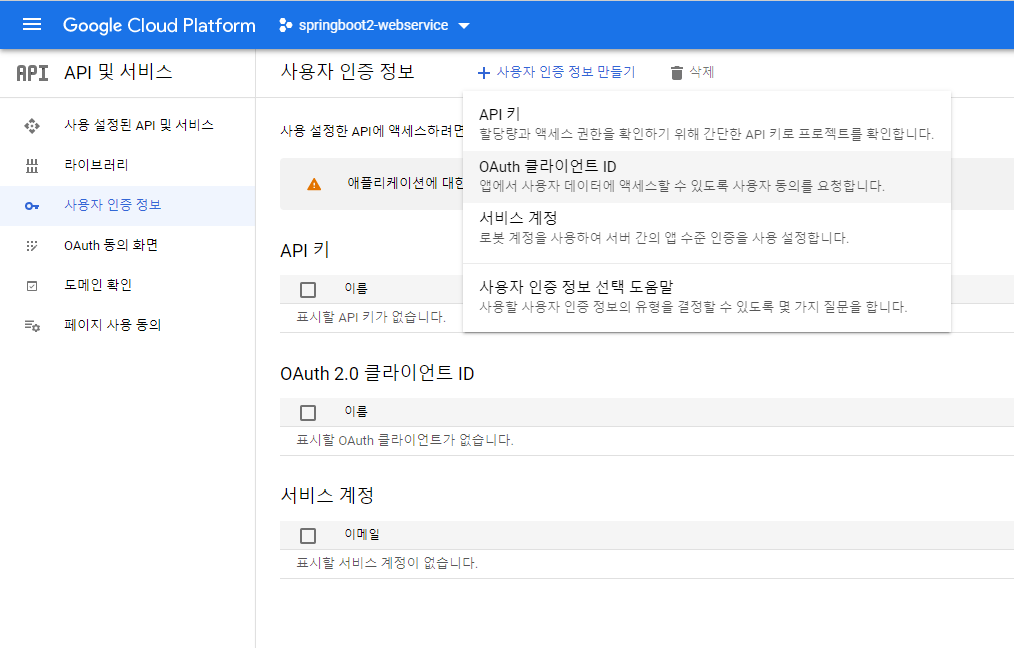 Google Cloud Platform
springboot2-webservice
API API 및 서비스
사용 설정된 API 및 서비스
라이브러리
사용자 인증 정보
OAuth 동의 화면
도메인 확인
페이지 사용 동의
사용자 인증 정보
+ 사용자 인증 정보 만들기
삭제
사용 설정한 API에 액세스하려면
애플리케이션에 대한
API 키
할당량과 액세스 권한을 확인하기 위해 간단한 API 키로 프로젝트를 확인합니다.
OAuth 클라이언트 ID
앱에서 사용자 데이터에 액세스할 수 있도록 사용자 동의를 요청합니다.
서비스 계정
로봇 계정을 사용하여 서버 간의 앱 수준 인증을 사용 설정합니다.
사용자 인증 정보 선택 도움말
사용할 사용자 인증 정보의 유형을 결정할 수 있도록 몇 가지 질문을 합니다.
API 키
이름
표시할 API 키가 없습니다.
OAuth 2.0 클라이언트 ID
이름
표시할 OAuth 클라이언트가 없습니다.
서비스 계정
이메일
표시할 서비스 계정이 없습니다.